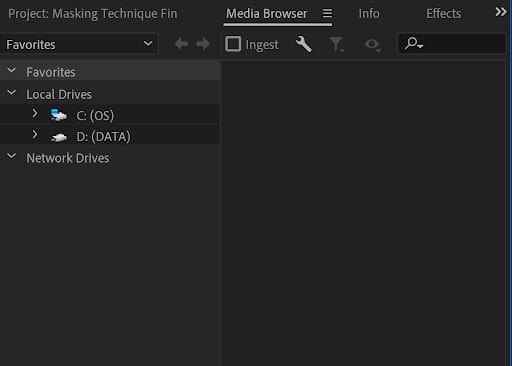 Project: Masking Technique Fin Media Browser Info Effects
Favorites Ingest
Favorites
Local Drives
C: (OS)
D: (DATA)
Network Drives